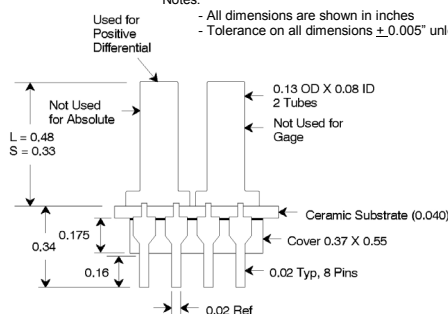 Notes:
- All dimensions are shown in inches
- Tolerance on all dimensions ± 0.005"
Used for
Positive
Differential
0.13 OD X 0.08 ID
2 Tubes
Not Used
for Absolute
Not Used for
Gage
L = 0.48
S = 0.33
Ceramic Substrate (0.040)
0.175
Cover 0.37 X 0.55
0.34
0.16
0.02 Typ, 8 Pins
0.02 Ref